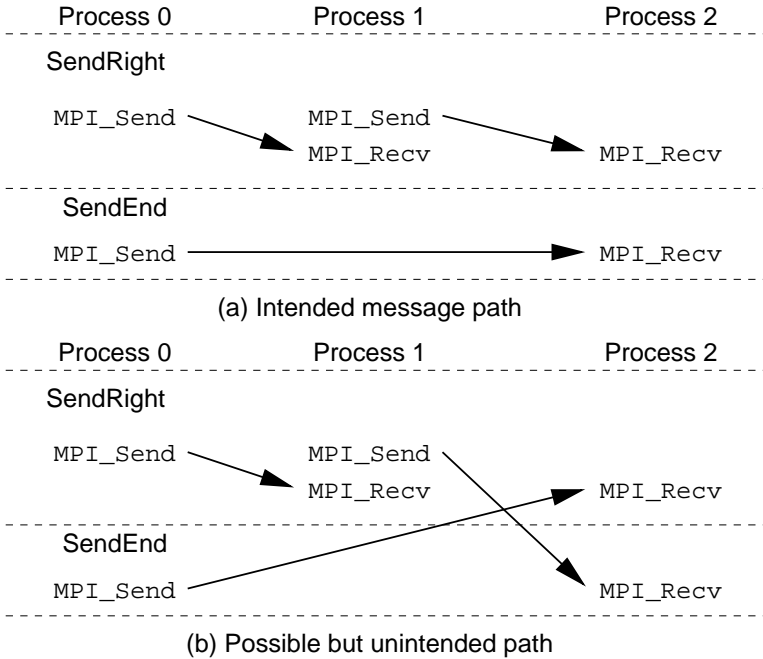 Process 0 Process 1 Process 2
SendRight
MPI_Send MPI_Send
MPI_Recv MPI_Recv
SendEnd
MPI_Send MPI_Recv
(a) Intended message path
Process 0 Process 1 Process 2
SendRight
MPI_Send MPI_Send
MPI_Recv MPI_Recv
SendEnd
MPI_Send MPI_Recv
(b) Possible but unintended path